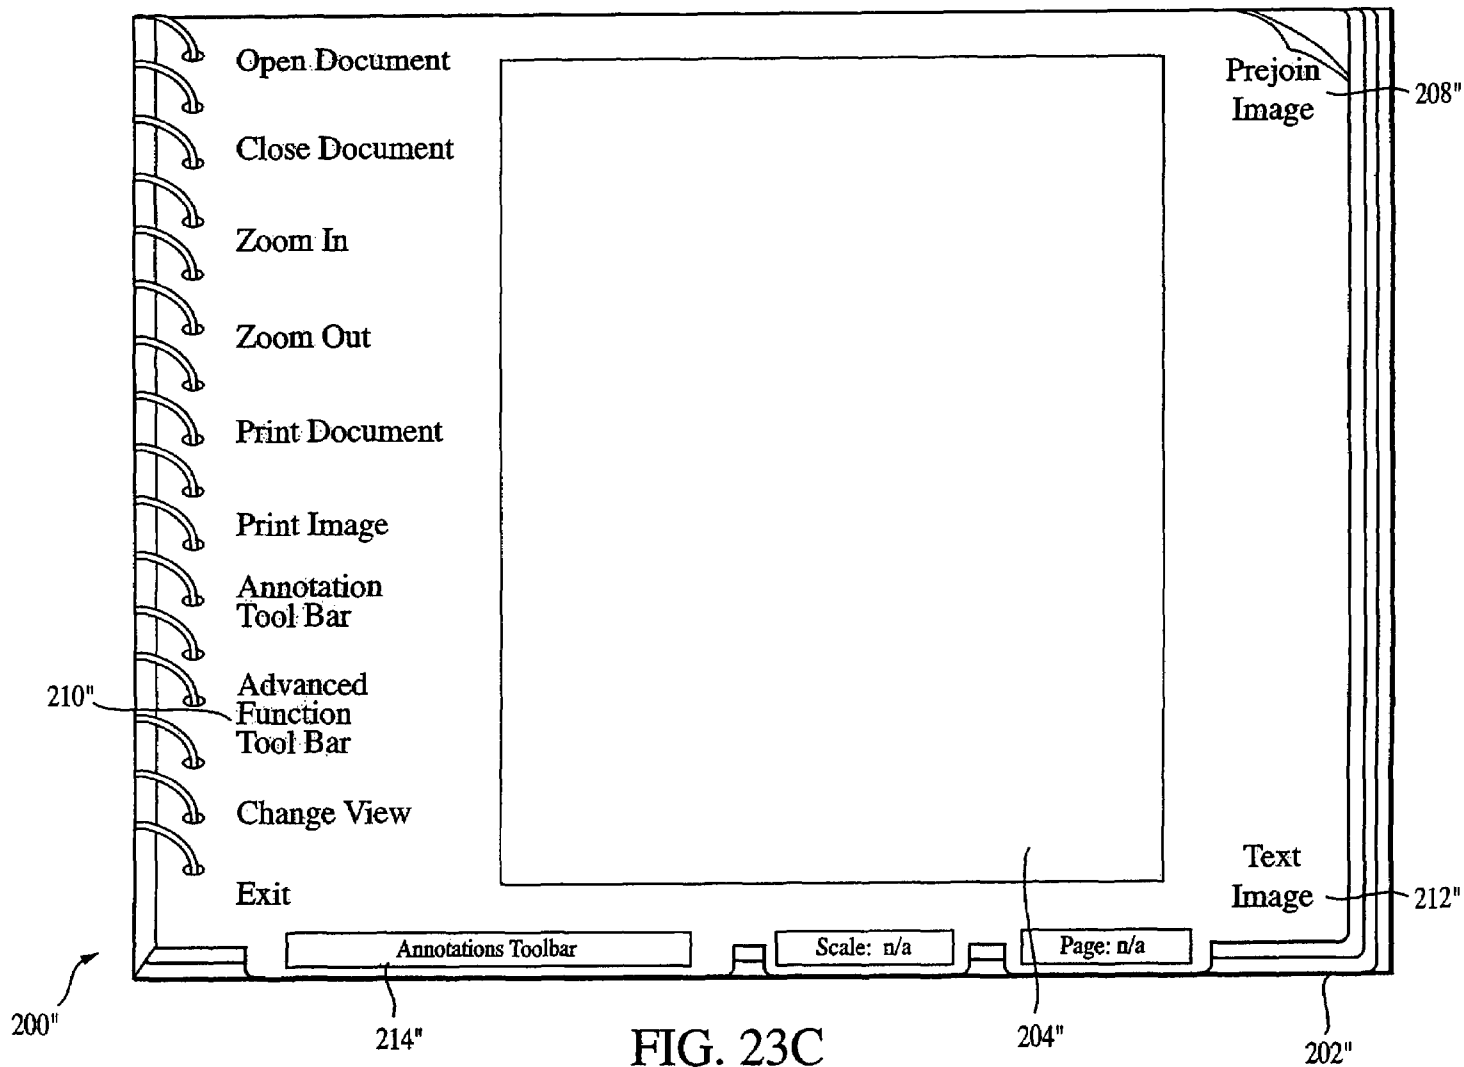 Open Document
Close Document
Zoom In
Zoom Out
Print Document
Print Image
Annotation
Tool Bar
Advanced
Function
Tool Bar
Change View
Exit
Prejoin
Image
208"
210"
Text
Image
212"
Annotations Toolbar
Scale: n/a
Page: n/a
200"
214"
204"
202"
FIG. 23C